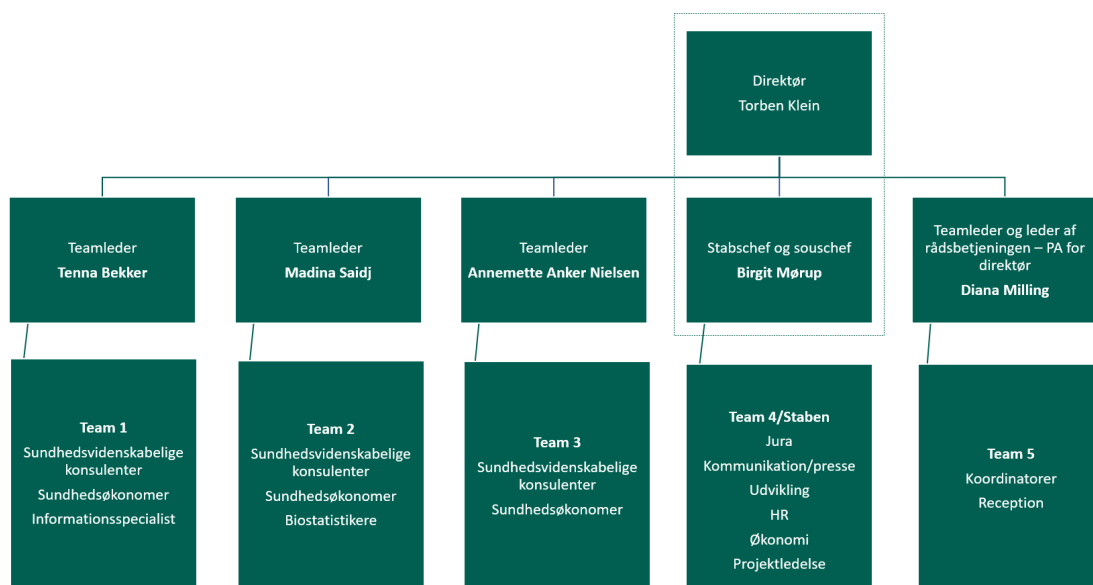 Direktør
Torben Klein
Teamleder
Tenna Bekker
Teamleder
Madina Saidj
Teamleder
Annemette Anker Nielsen
Stabschef og souschef
Birgit Mørup
Teamleder og leder af
rådsbetjeningen – PA for
direktør
Diana Milling
Team 1
Sundhedsvidenskabelige
konsulenter
Sundhedsøkonomer
Informationsspecialist
Team 2
Sundhedsvidenskabelige
konsulenter
Sundhedsøkonomer
Biostatistikere
Team 3
Sundhedsvidenskabelige
konsulenter
Sundhedsøkonomer
Team 4/Staben
Jura
Kommunikation/presse
Udvikling
HR
Økonomi
Projektledelse
Team 5
Koordinatorer
Reception